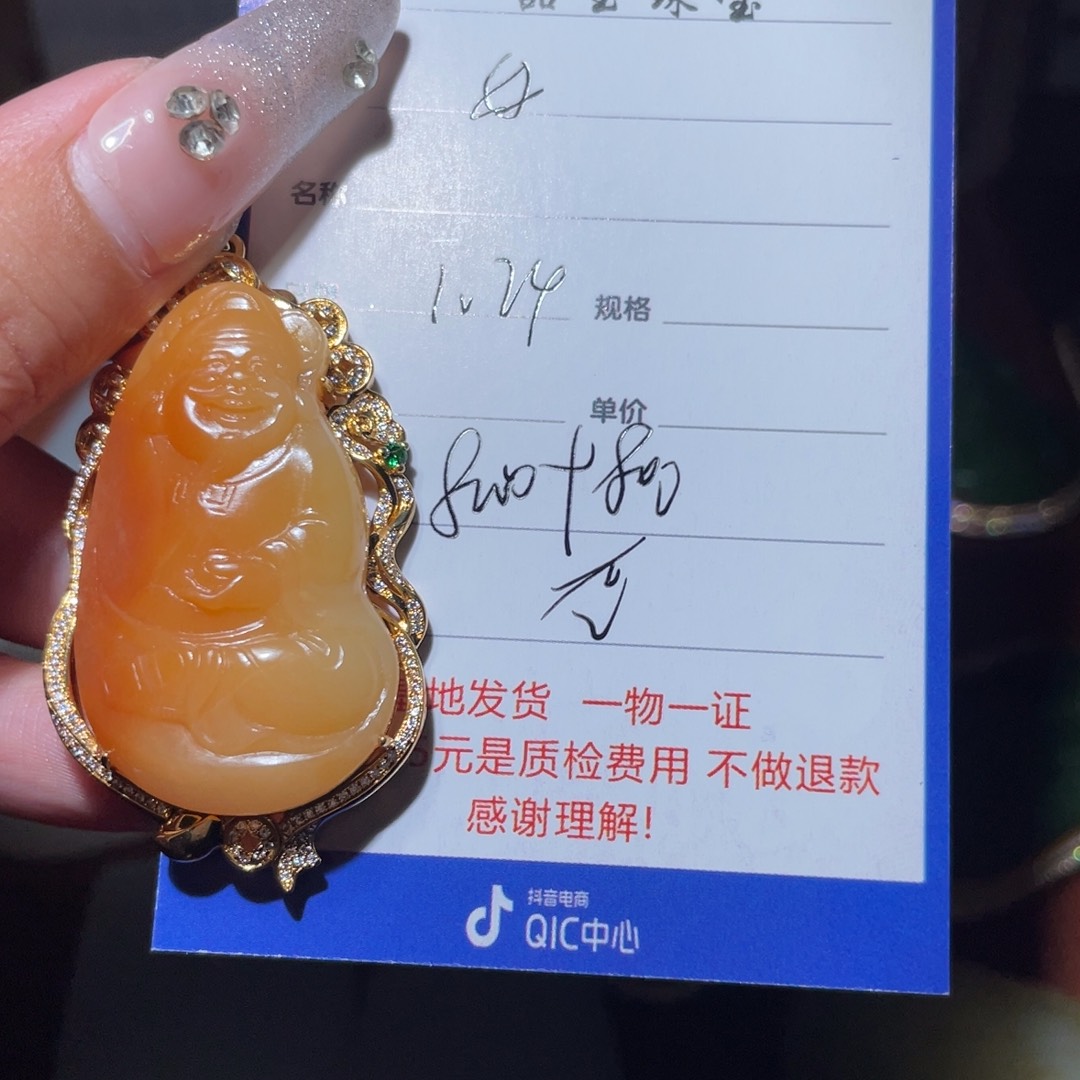 名称
1.24 规格
单价
8000+800
地发货 一物一证
元是质检费用 不做退款
感谢理解!
抖音电商
QIC中心